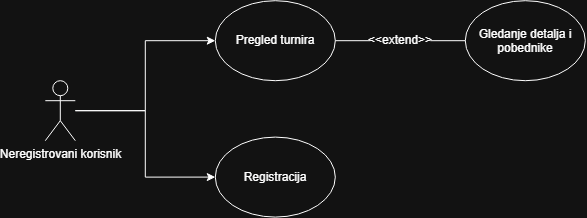 Pregled turnira
<<extend>>
Gledanje detalja i
pobednike
Neregistrovani korisnik
Registracija